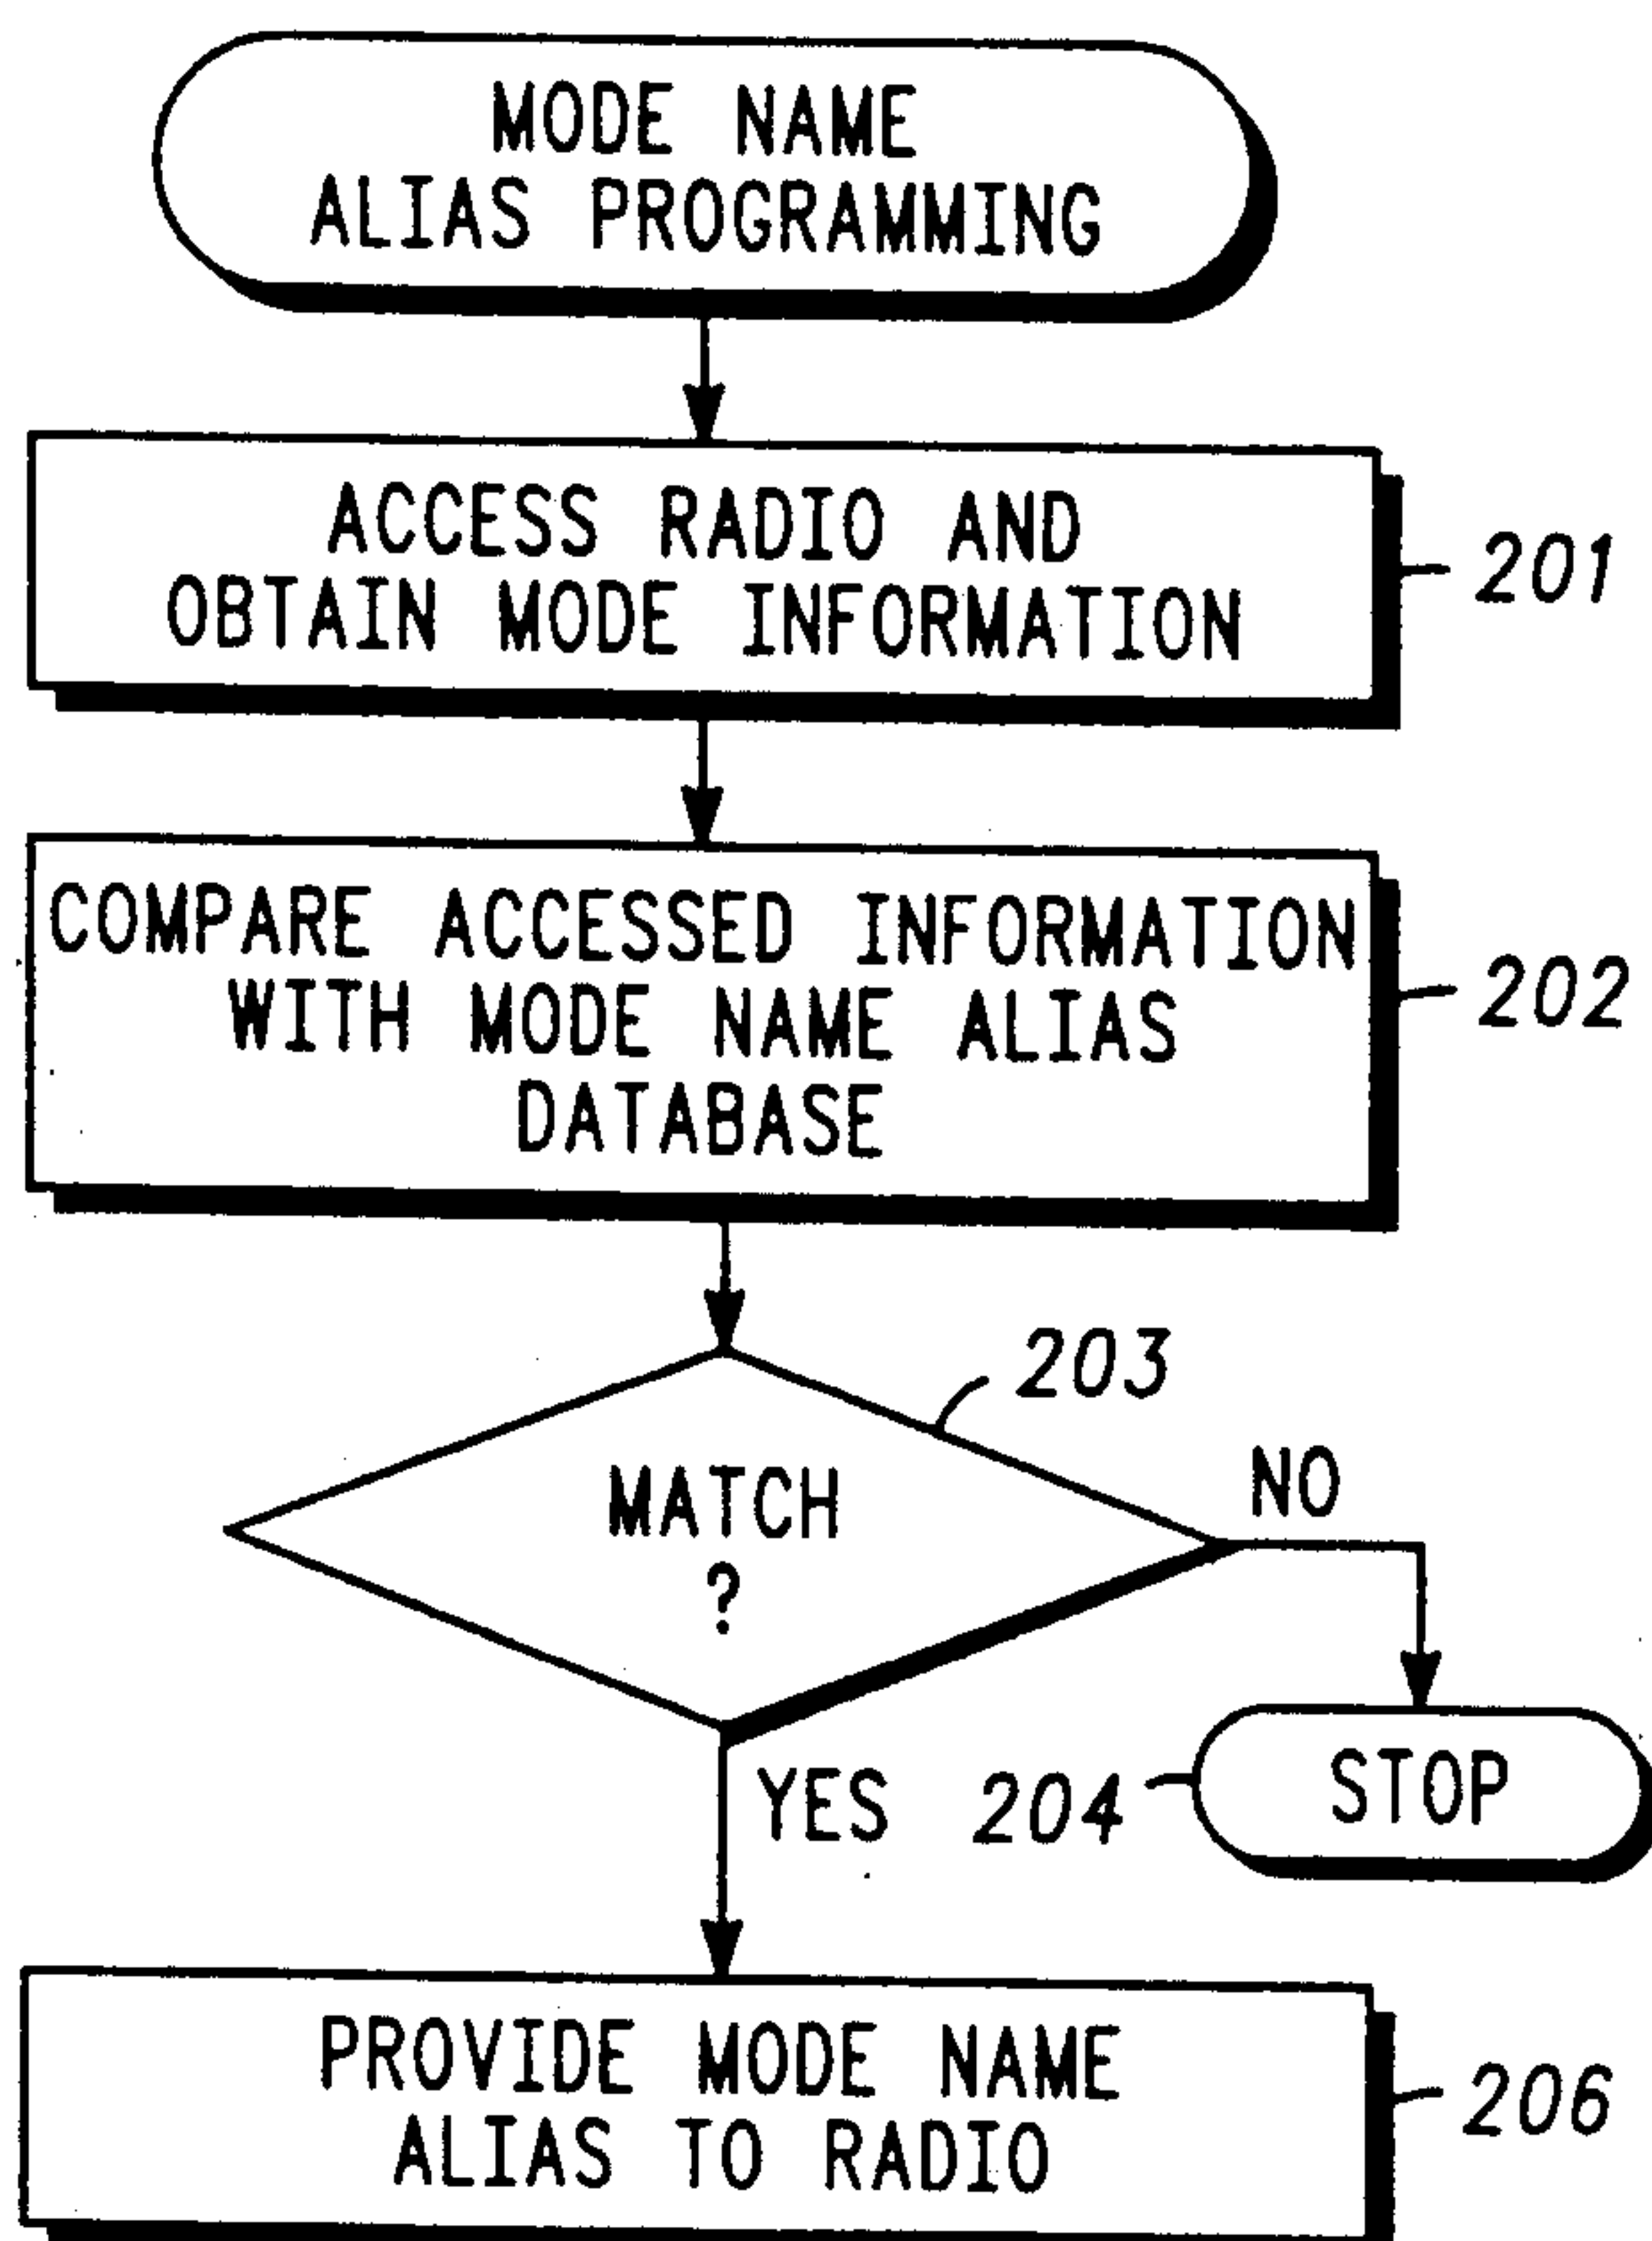 MODE NAME
ALIAS PROGRAMMING
ACCESS RADIO AND
OBTAIN MODE INFORMATION
201
COMPARE ACCESSED INFORMATION
WITH MODE NAME ALIAS
DATABASE
202
203
MATCH
?
NO
YES
204
STOP
PROVIDE MODE NAME
ALIAS TO RADIO
206